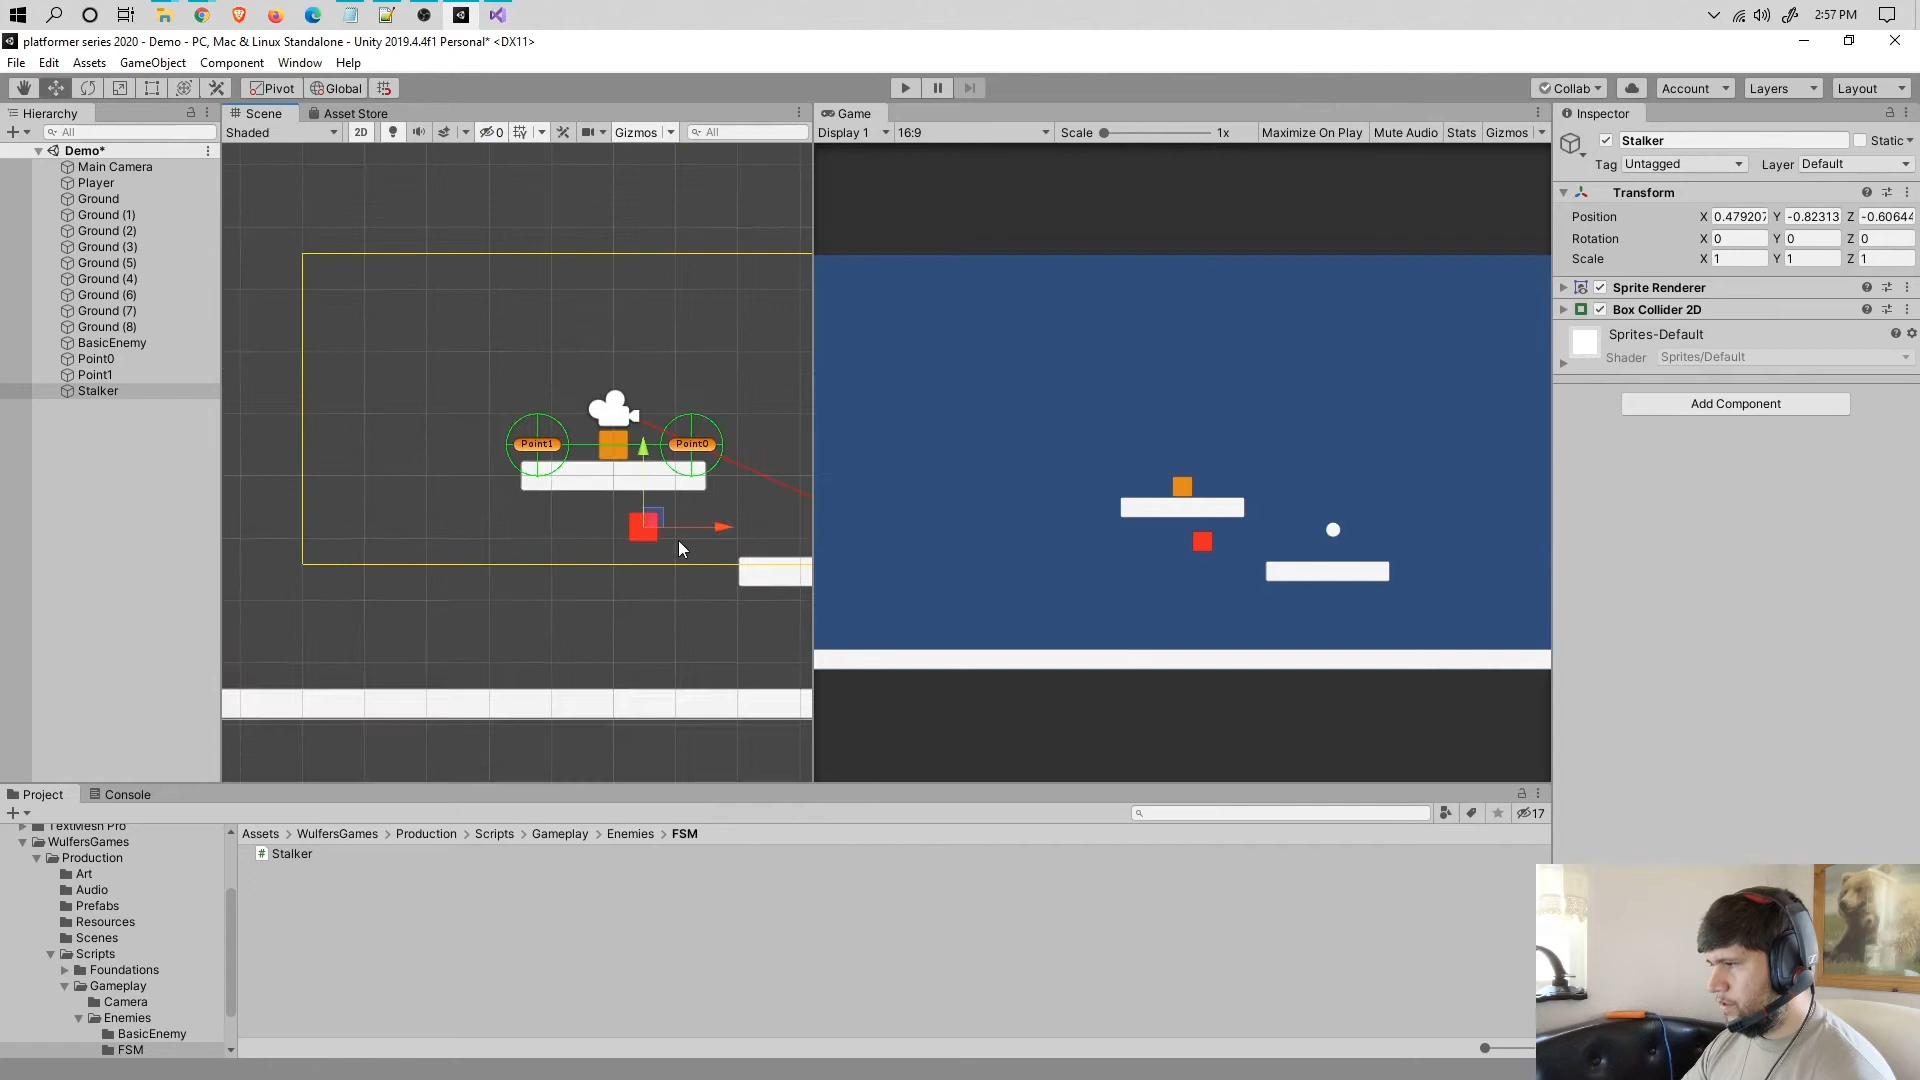 2:57 PM
platformer series 2020 - Demo - PC, Mac & Linux Standalone - Unity 2019.4.4f1 Personal* <DX11>
File Edit Assets GameObject Component Window Help
Pivot Global Collab Account Layers Layout
Hierarchy Scene Asset Store Game Inspector
All Shaded 2D 0 Gizmos All Display 1 16:9 Scale 1x Maximize On Play Mute Audio Stats Gizmos
Stalker Static
Demo*
Tag Untagged Layer Default
Main Camera
Player
Ground
Ground (1)
Ground (2)
Ground (3)
Ground (5)
Ground (4)
Ground (6)
Ground (7)
Ground (8)
BasicEnemy
Point0
Point1
Stalker
Point1 Point0
Transform
Position X 0.479207 Y -0.82313 Z -0.60644
Rotation X 0 Y 0 Z 0
Scale X 1 Y 1 Z 1
Sprite Renderer
Box Collider 2D
Sprites-Default
Shader Sprites/Default
Add Component
Project Console
17
TextMesh Pro
WulfersGames
Production
Art
Audio
Prefabs
Resources
Scenes
Scripts
Foundations
Gameplay
Camera
Enemies
BasicEnemy
FSM
Assets > WulfersGames > Production > Scripts > Gameplay > Enemies > FSM
# Stalker